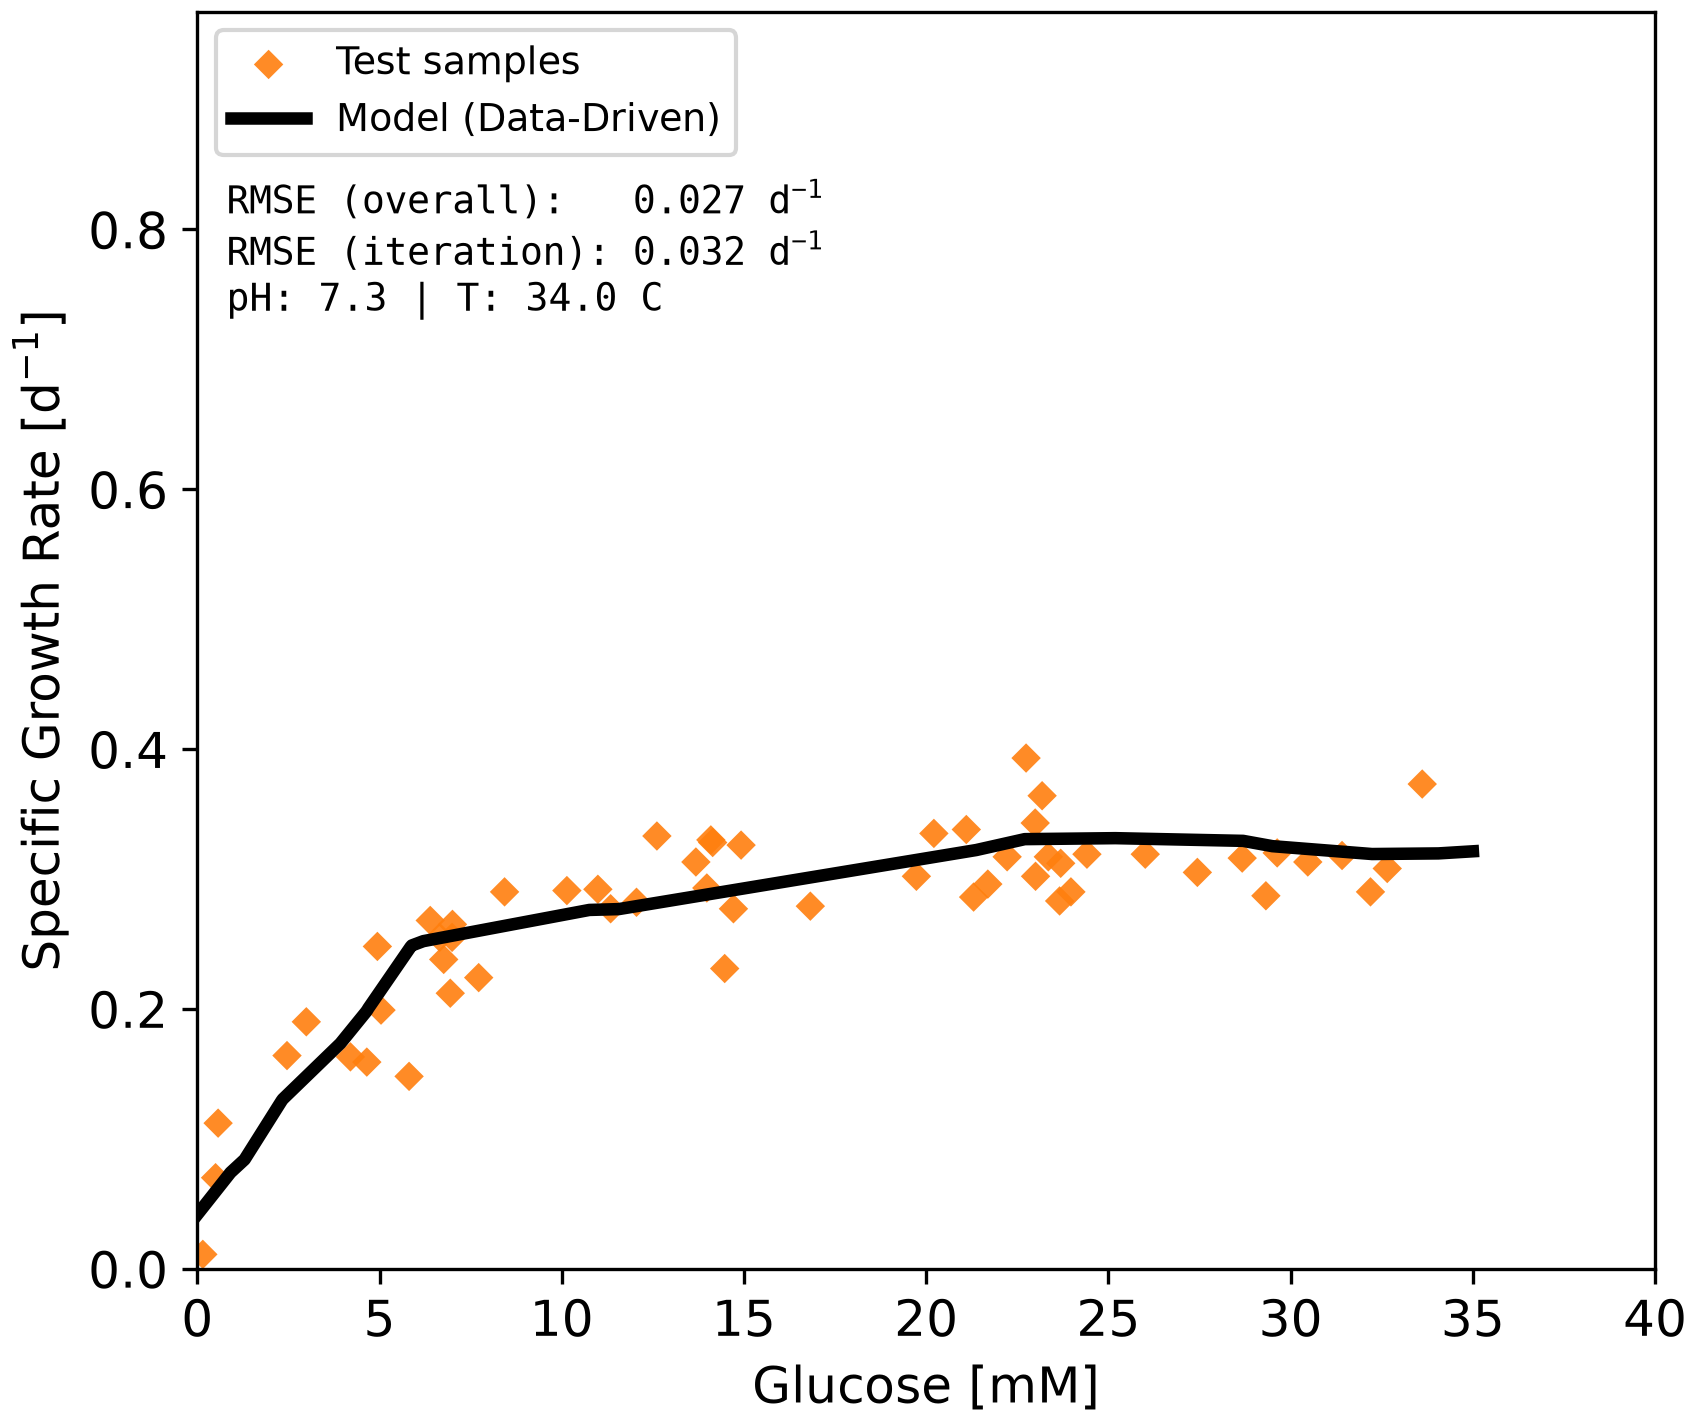 Test samples
Model (Data-Driven)
RMSE (overall):   0.027 d⁻¹
RMSE (iteration): 0.032 d⁻¹
pH: 7.3 | T: 34.0 C
Specific Growth Rate [d⁻¹]
0.8
0.6
0.4
0.2
0.0
0 5 10 15 20 25 30 35 40
Glucose [mM]